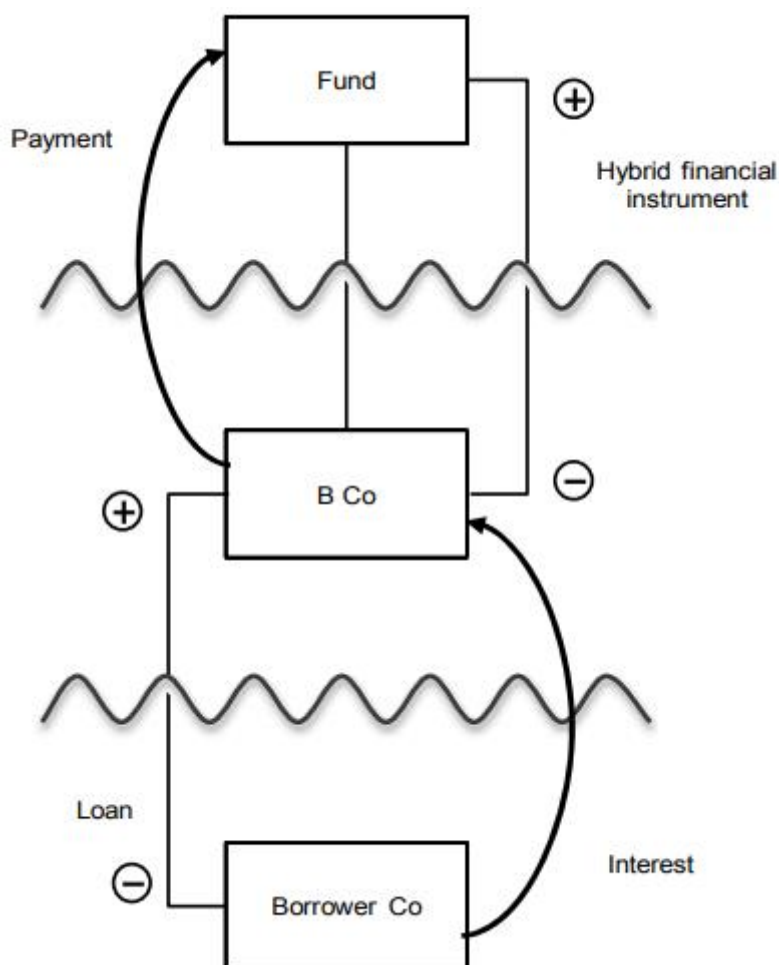 Fund
+
Payment
Hybrid financial
instrument
B Co
−
+
Loan
−
Borrower Co
Interest